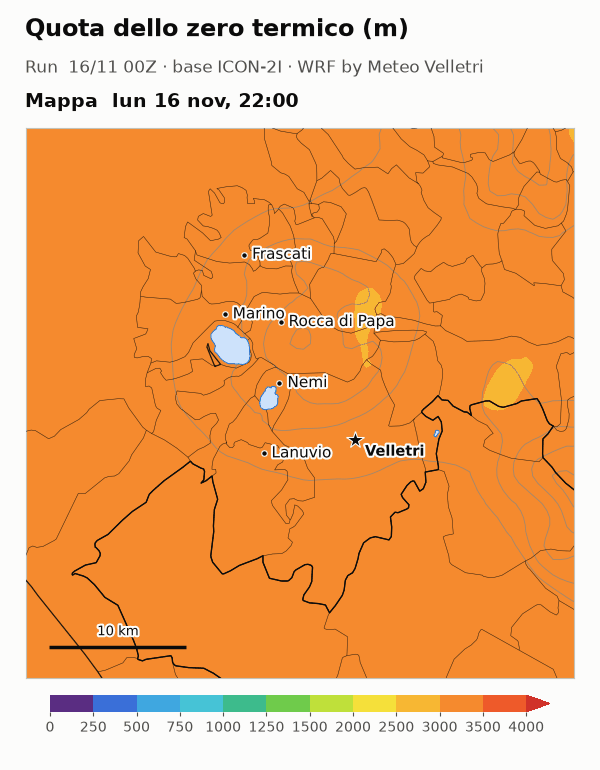 Quota dello zero termico (m)
Run  16/11 00Z · base ICON-2I · WRF by Meteo Velletri
Mappa  lun 16 nov, 22:00
Frascati
Marino
Rocca di Papa
Nemi
Velletri
Lanuvio
10 km
0 250 500 750 1000 1250 1500 2000 2500 3000 3500 4000